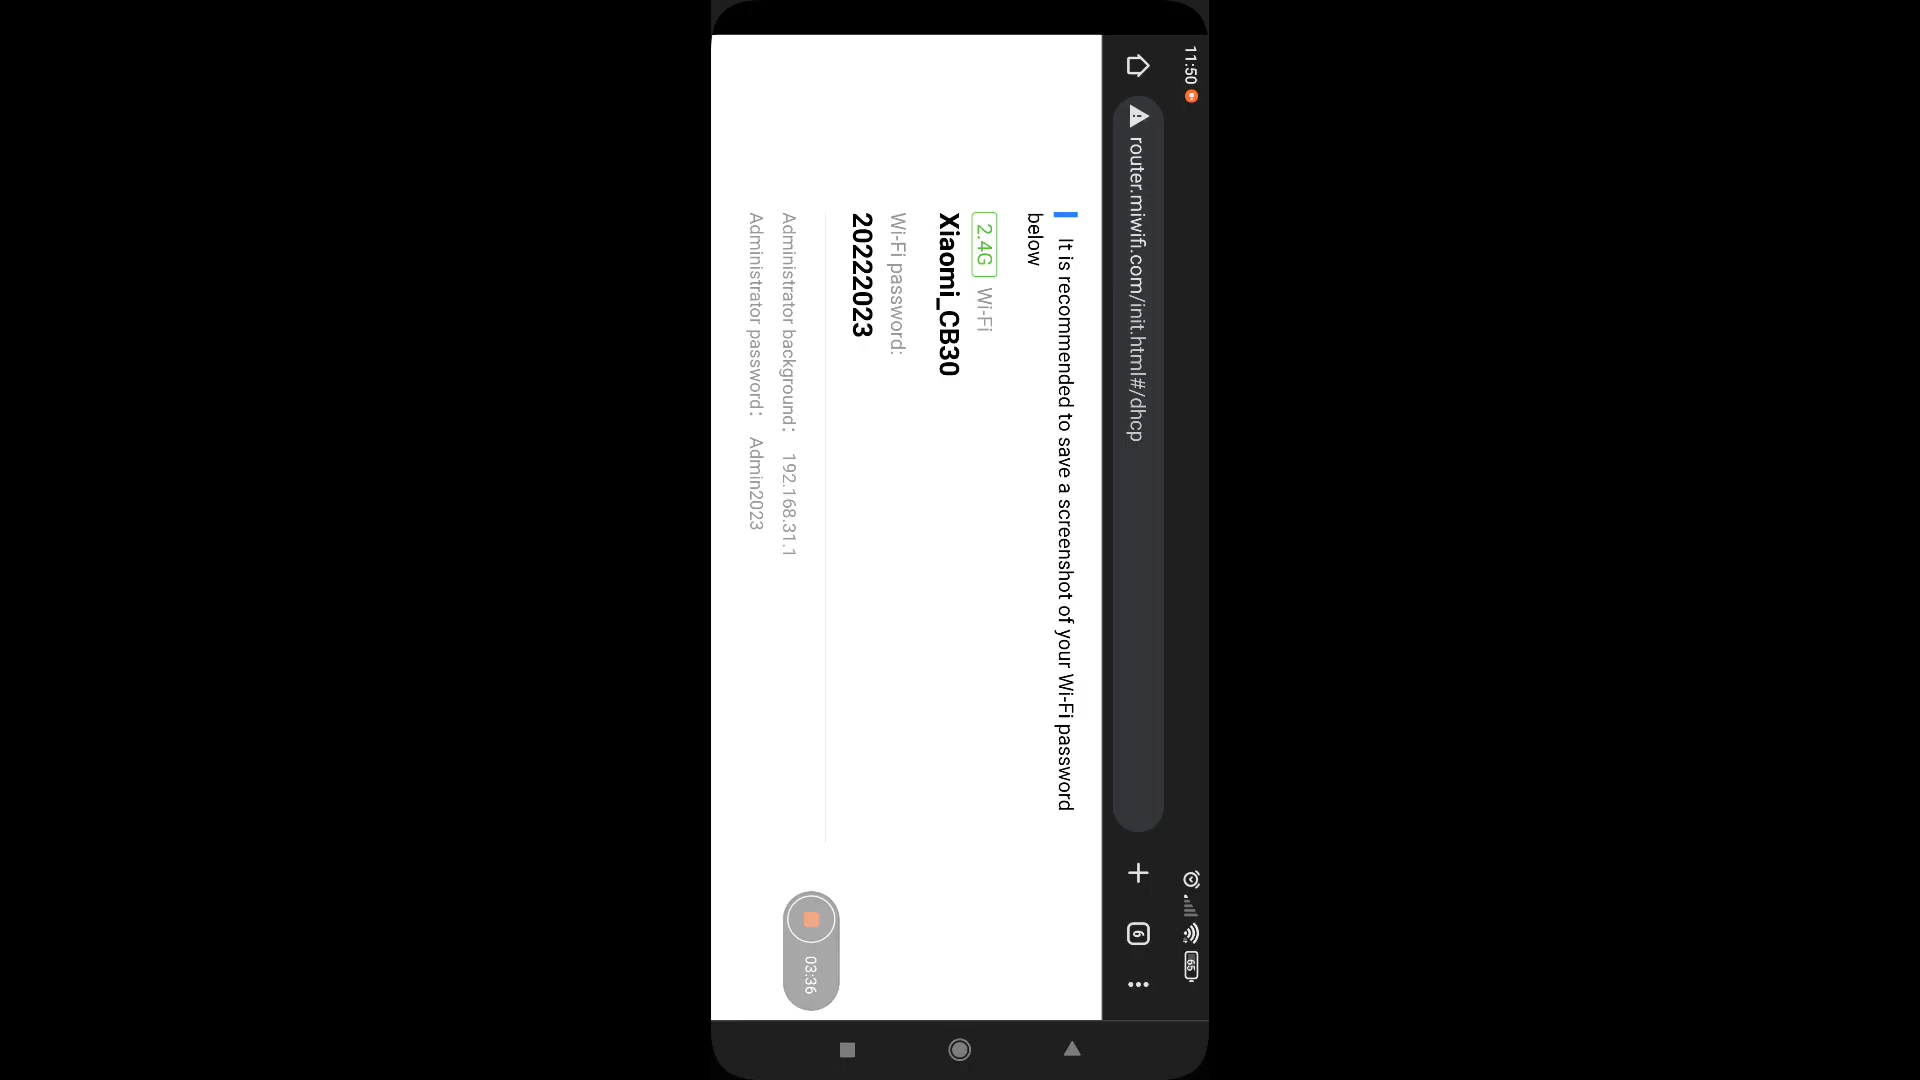 11:50
65
router.miwifi.com/init.html#/dhcp
6
It is recommended to save a screenshot of your Wi-Fi password
below
2.4G Wi-Fi
Xiaomi_CB30
Wi-Fi password:
20222023
Administrator background: 192.168.31.1
Administrator password: Admin2023
03:36